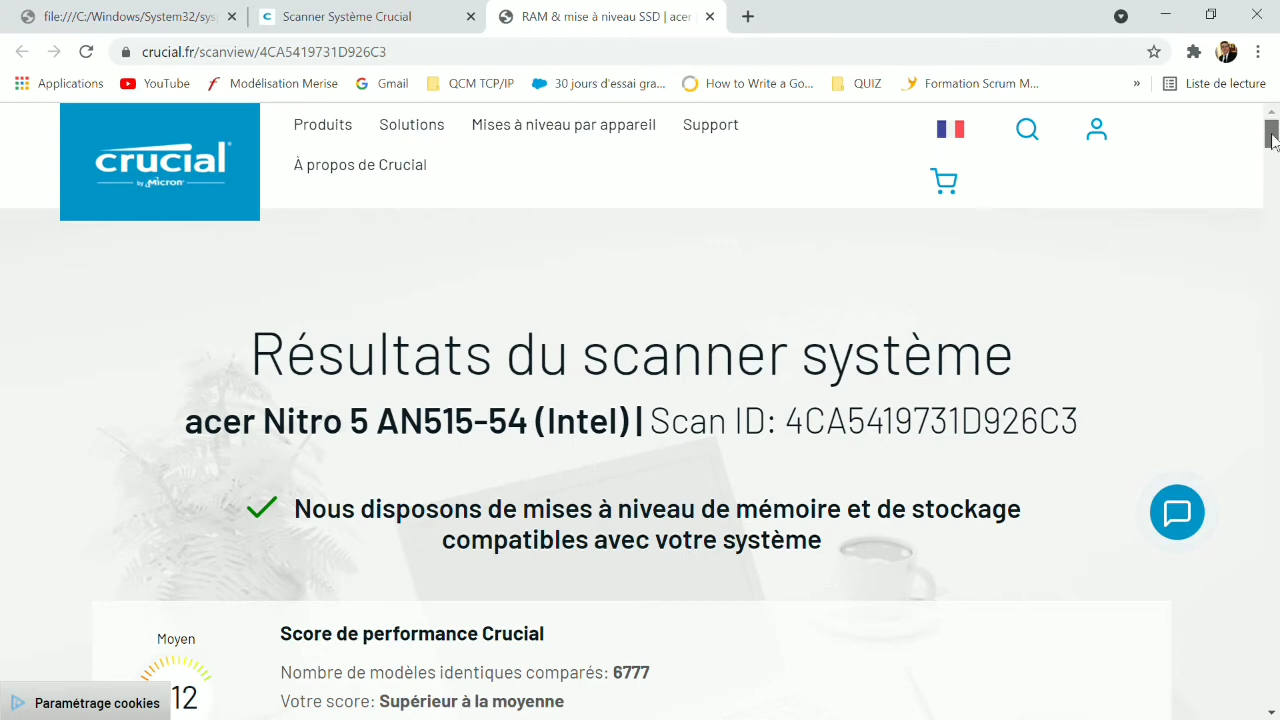 file:///C:/Windows/System32/sys
Scanner Système Crucial
RAM & mise à niveau SSD | acer
crucial.fr/scanview/4CA5419731D926C3
Applications
YouTube
Modélisation Merise
Gmail
QCM TCP/IP
30 jours d'essai gra...
How to Write a Go...
QUIZ
Formation Scrum M...
»
Liste de lecture
crucial
by Micron
Produits
Solutions
Mises à niveau par appareil
Support
À propos de Crucial
Résultats du scanner système
acer Nitro 5 AN515-54 (Intel) | Scan ID: 4CA5419731D926C3
Nous disposons de mises à niveau de mémoire et de stockage
compatibles avec votre système
Moyen
Score de performance Crucial
Nombre de modèles identiques comparés: 6777
Votre score: Supérieur à la moyenne
Paramétrage cookies